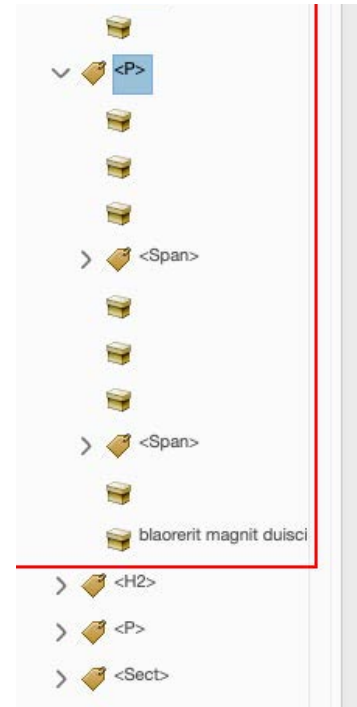 <P>
<Span>
<Span>
blaorerit magnit duisci
<H2>
<P>
<Sect>